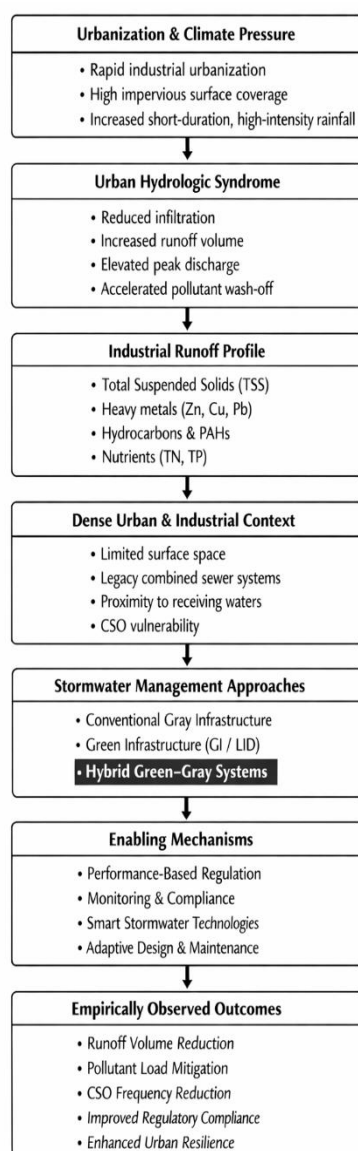 Urbanization & Climate Pressure
• Rapid industrial urbanization
• High impervious surface coverage
• Increased short-duration, high-intensity rainfall
Urban Hydrologic Syndrome
• Reduced infiltration
• Increased runoff volume
• Elevated peak discharge
• Accelerated pollutant wash-off
Industrial Runoff Profile
• Total Suspended Solids (TSS)
• Heavy metals (Zn, Cu, Pb)
• Hydrocarbons & PAHs
• Nutrients (TN, TP)
Dense Urban & Industrial Context
• Limited surface space
• Legacy combined sewer systems
• Proximity to receiving waters
• CSO vulnerability
Stormwater Management Approaches
• Conventional Gray Infrastructure
• Green Infrastructure (GI / LID)
• Hybrid Green–Gray Systems
Enabling Mechanisms
• Performance-Based Regulation
• Monitoring & Compliance
• Smart Stormwater Technologies
• Adaptive Design & Maintenance
Empirically Observed Outcomes
• Runoff Volume Reduction
• Pollutant Load Mitigation
• CSO Frequency Reduction
• Improved Regulatory Compliance
• Enhanced Urban Resilience